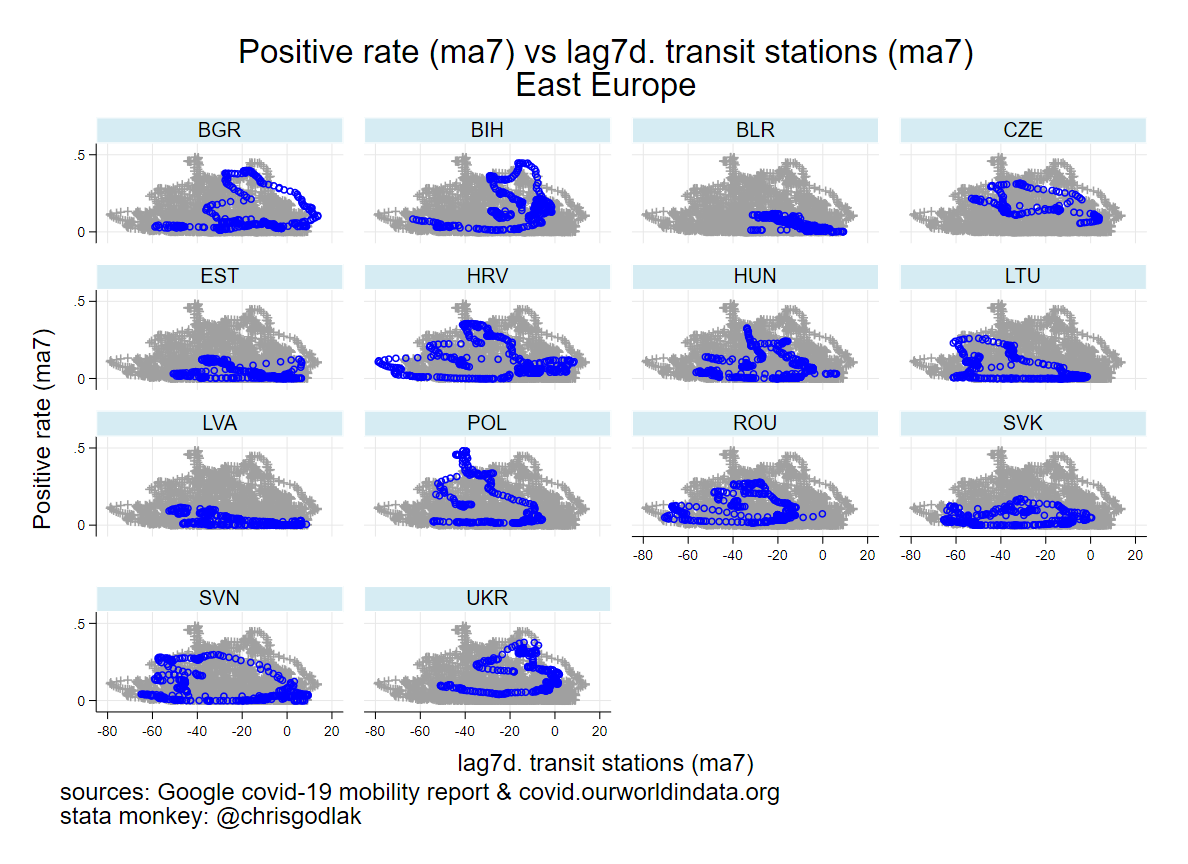 Positive rate (ma7) vs lag7d. transit stations (ma7)
East Europe
BGR BIH BLR CZE
.5
0
EST HRV HUN LTU
.5
0
LVA POL ROU SVK
.5
0
-80 -60 -40 -20 0 20 -80 -60 -40 -20 0 20
SVN UKR
.5
0
-80 -60 -40 -20 0 20 -80 -60 -40 -20 0 20
Positive rate (ma7)
lag7d. transit stations (ma7)
sources: Google covid-19 mobility report & covid.ourworldindata.org
stata monkey: @chrisgodlak